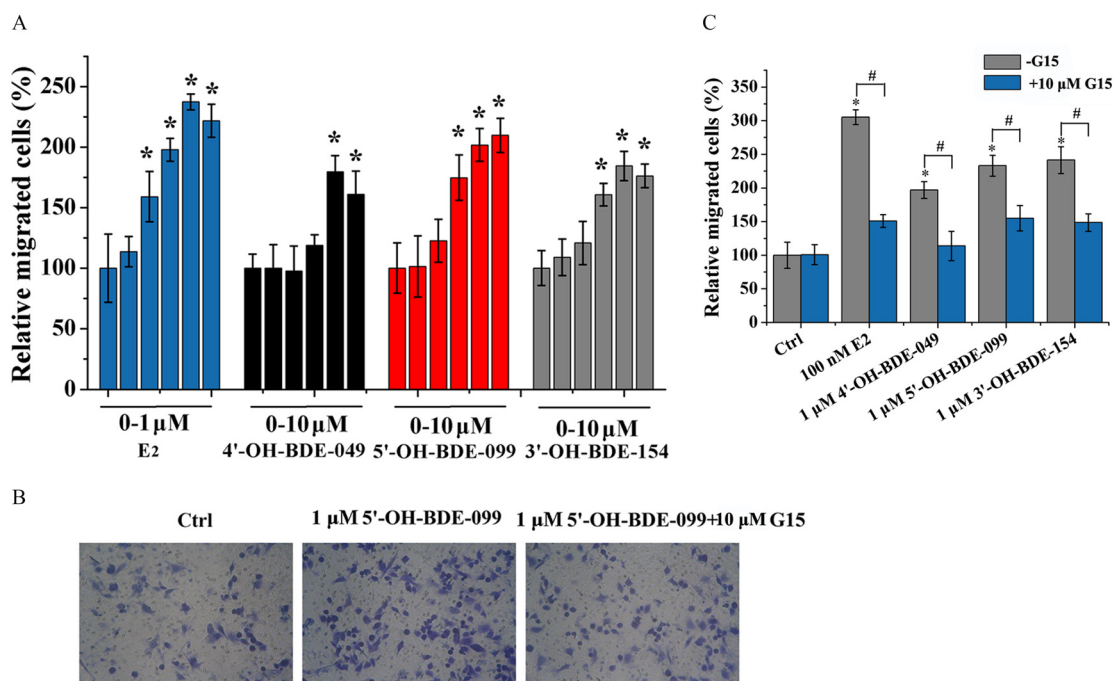 A
Relative migrated cells (%)
250
200
150
100
50
0
* * * *
* *
* * *
* * *
0-1 μM
0-10 μM
0-10 μM
0-10 μM
E2
4'-OH-BDE-049
5'-OH-BDE-099
3'-OH-BDE-154
B
Ctrl
1 μM 5'-OH-BDE-099
1 μM 5'-OH-BDE-099+10 μM G15
C
-G15
+10 μM G15
Relative migrated cells (%)
350
300
250
200
150
100
50
0
* #
* #
* #
* #
Ctrl
100 nM E2
1 μM 4'-OH-BDE-049
1 μM 5'-OH-BDE-099
1 μM 3'-OH-BDE-154